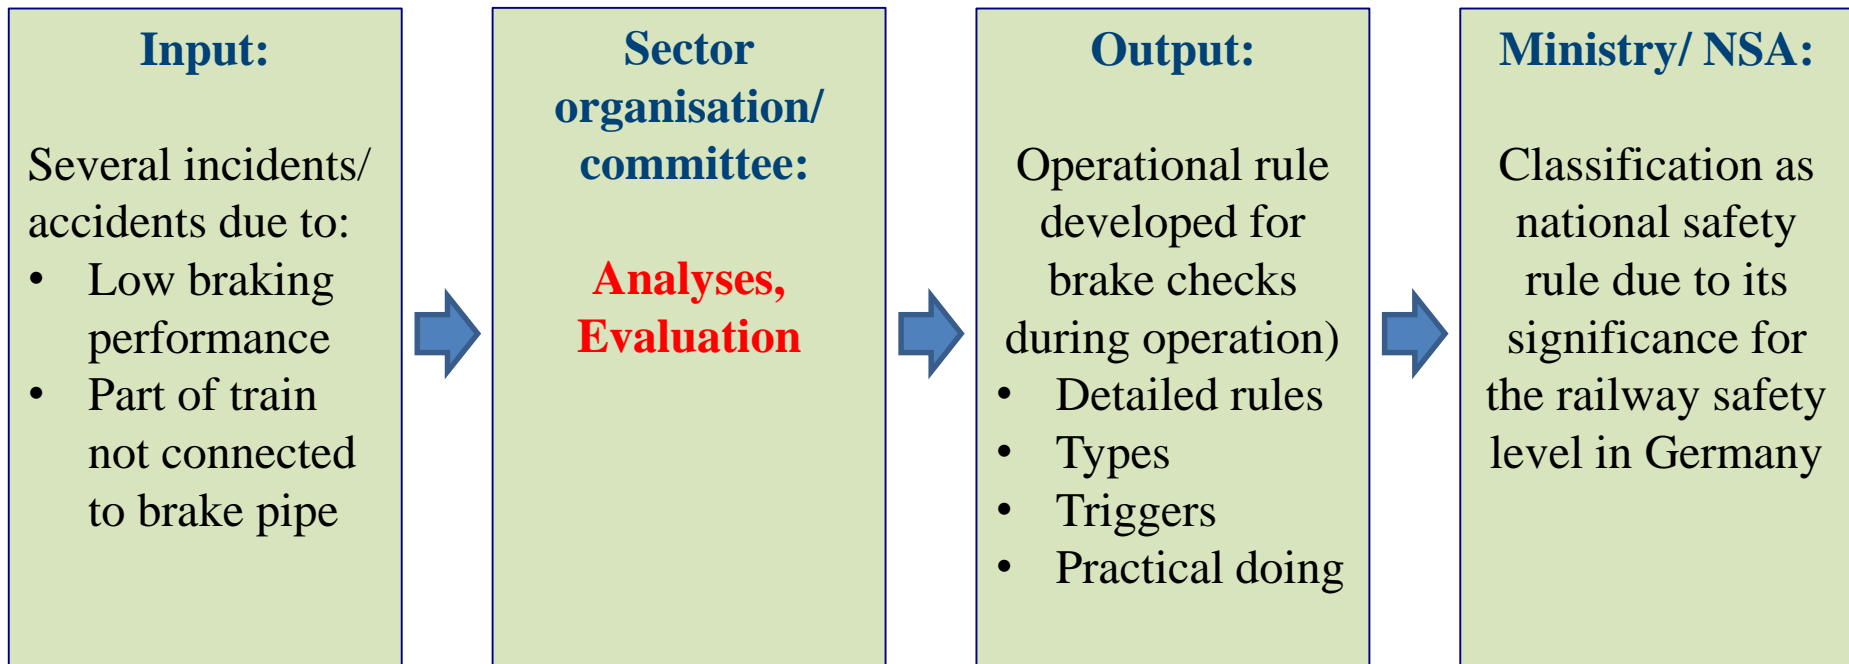 Input:
Several incidents/
accidents due to:
• Low braking
performance
• Part of train
not connected
to brake pipe
Sector
organisation/
committee:
Analyses,
Evaluation
Output:
Operational rule
developed for
brake checks
during operation)
• Detailed rules
• Types
• Triggers
• Practical doing
Ministry/ NSA:
Classification as
national safety
rule due to its
significance for
the railway safety
level in Germany